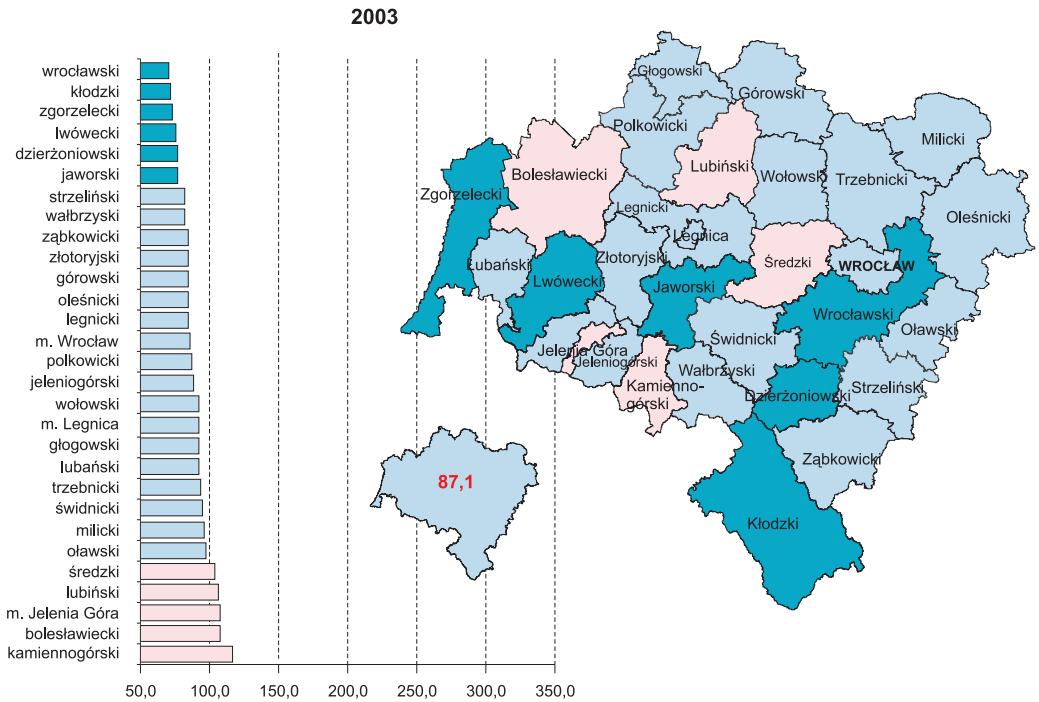 2003
wrocławski
kłodzki
zgorzelecki
lwówecki
dzierżoniowski
jaworski
strzeliński
wałbrzyski
ząbkowicki
złotoryjski
górowski
oleśnicki
legnicki
m. Wrocław
polkowicki
jeleniogórski
wołowski
m. Legnica
głogowski
lubański
trzebnicki
świdnicki
milicki
oławski
średzki
lubiński
m. Jelenia Góra
bolesławiecki
kamiennogórski
50,0 100,0 150,0 200,0 250,0 300,0 350,0
Głogowski
Górowski
Polkowicki
Milicki
Lubiński
Bolesławiecki
Wołowski
Trzebnicki
Zgorzelecki
Legnicki
Oleśnicki
Legnica
Lubański
Złotoryjski
Średzki
WROCŁAW
Lwówecki
Jaworski
Wrocławski
Oławski
Świdnicki
Jelenia Góra
Jeleniogórski
Wałbrzyski
Kamienno-
górski
Dzierżoniowski
Strzeliński
Ząbkowicki
87,1
Kłodzki